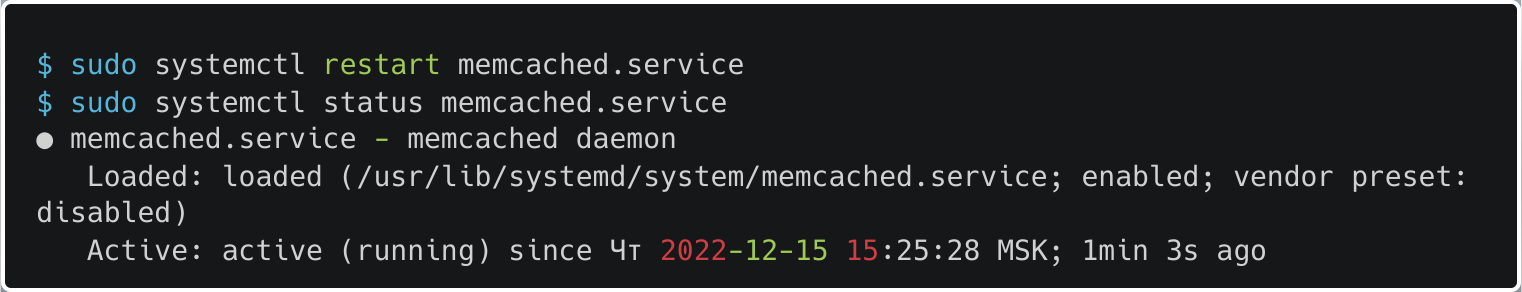 $ sudo systemctl restart memcached.service
$ sudo systemctl status memcached.service
● memcached.service - memcached daemon
   Loaded: loaded (/usr/lib/systemd/system/memcached.service; enabled; vendor preset:
disabled)
   Active: active (running) since Чт 2022-12-15 15:25:28 MSK; 1min 3s ago